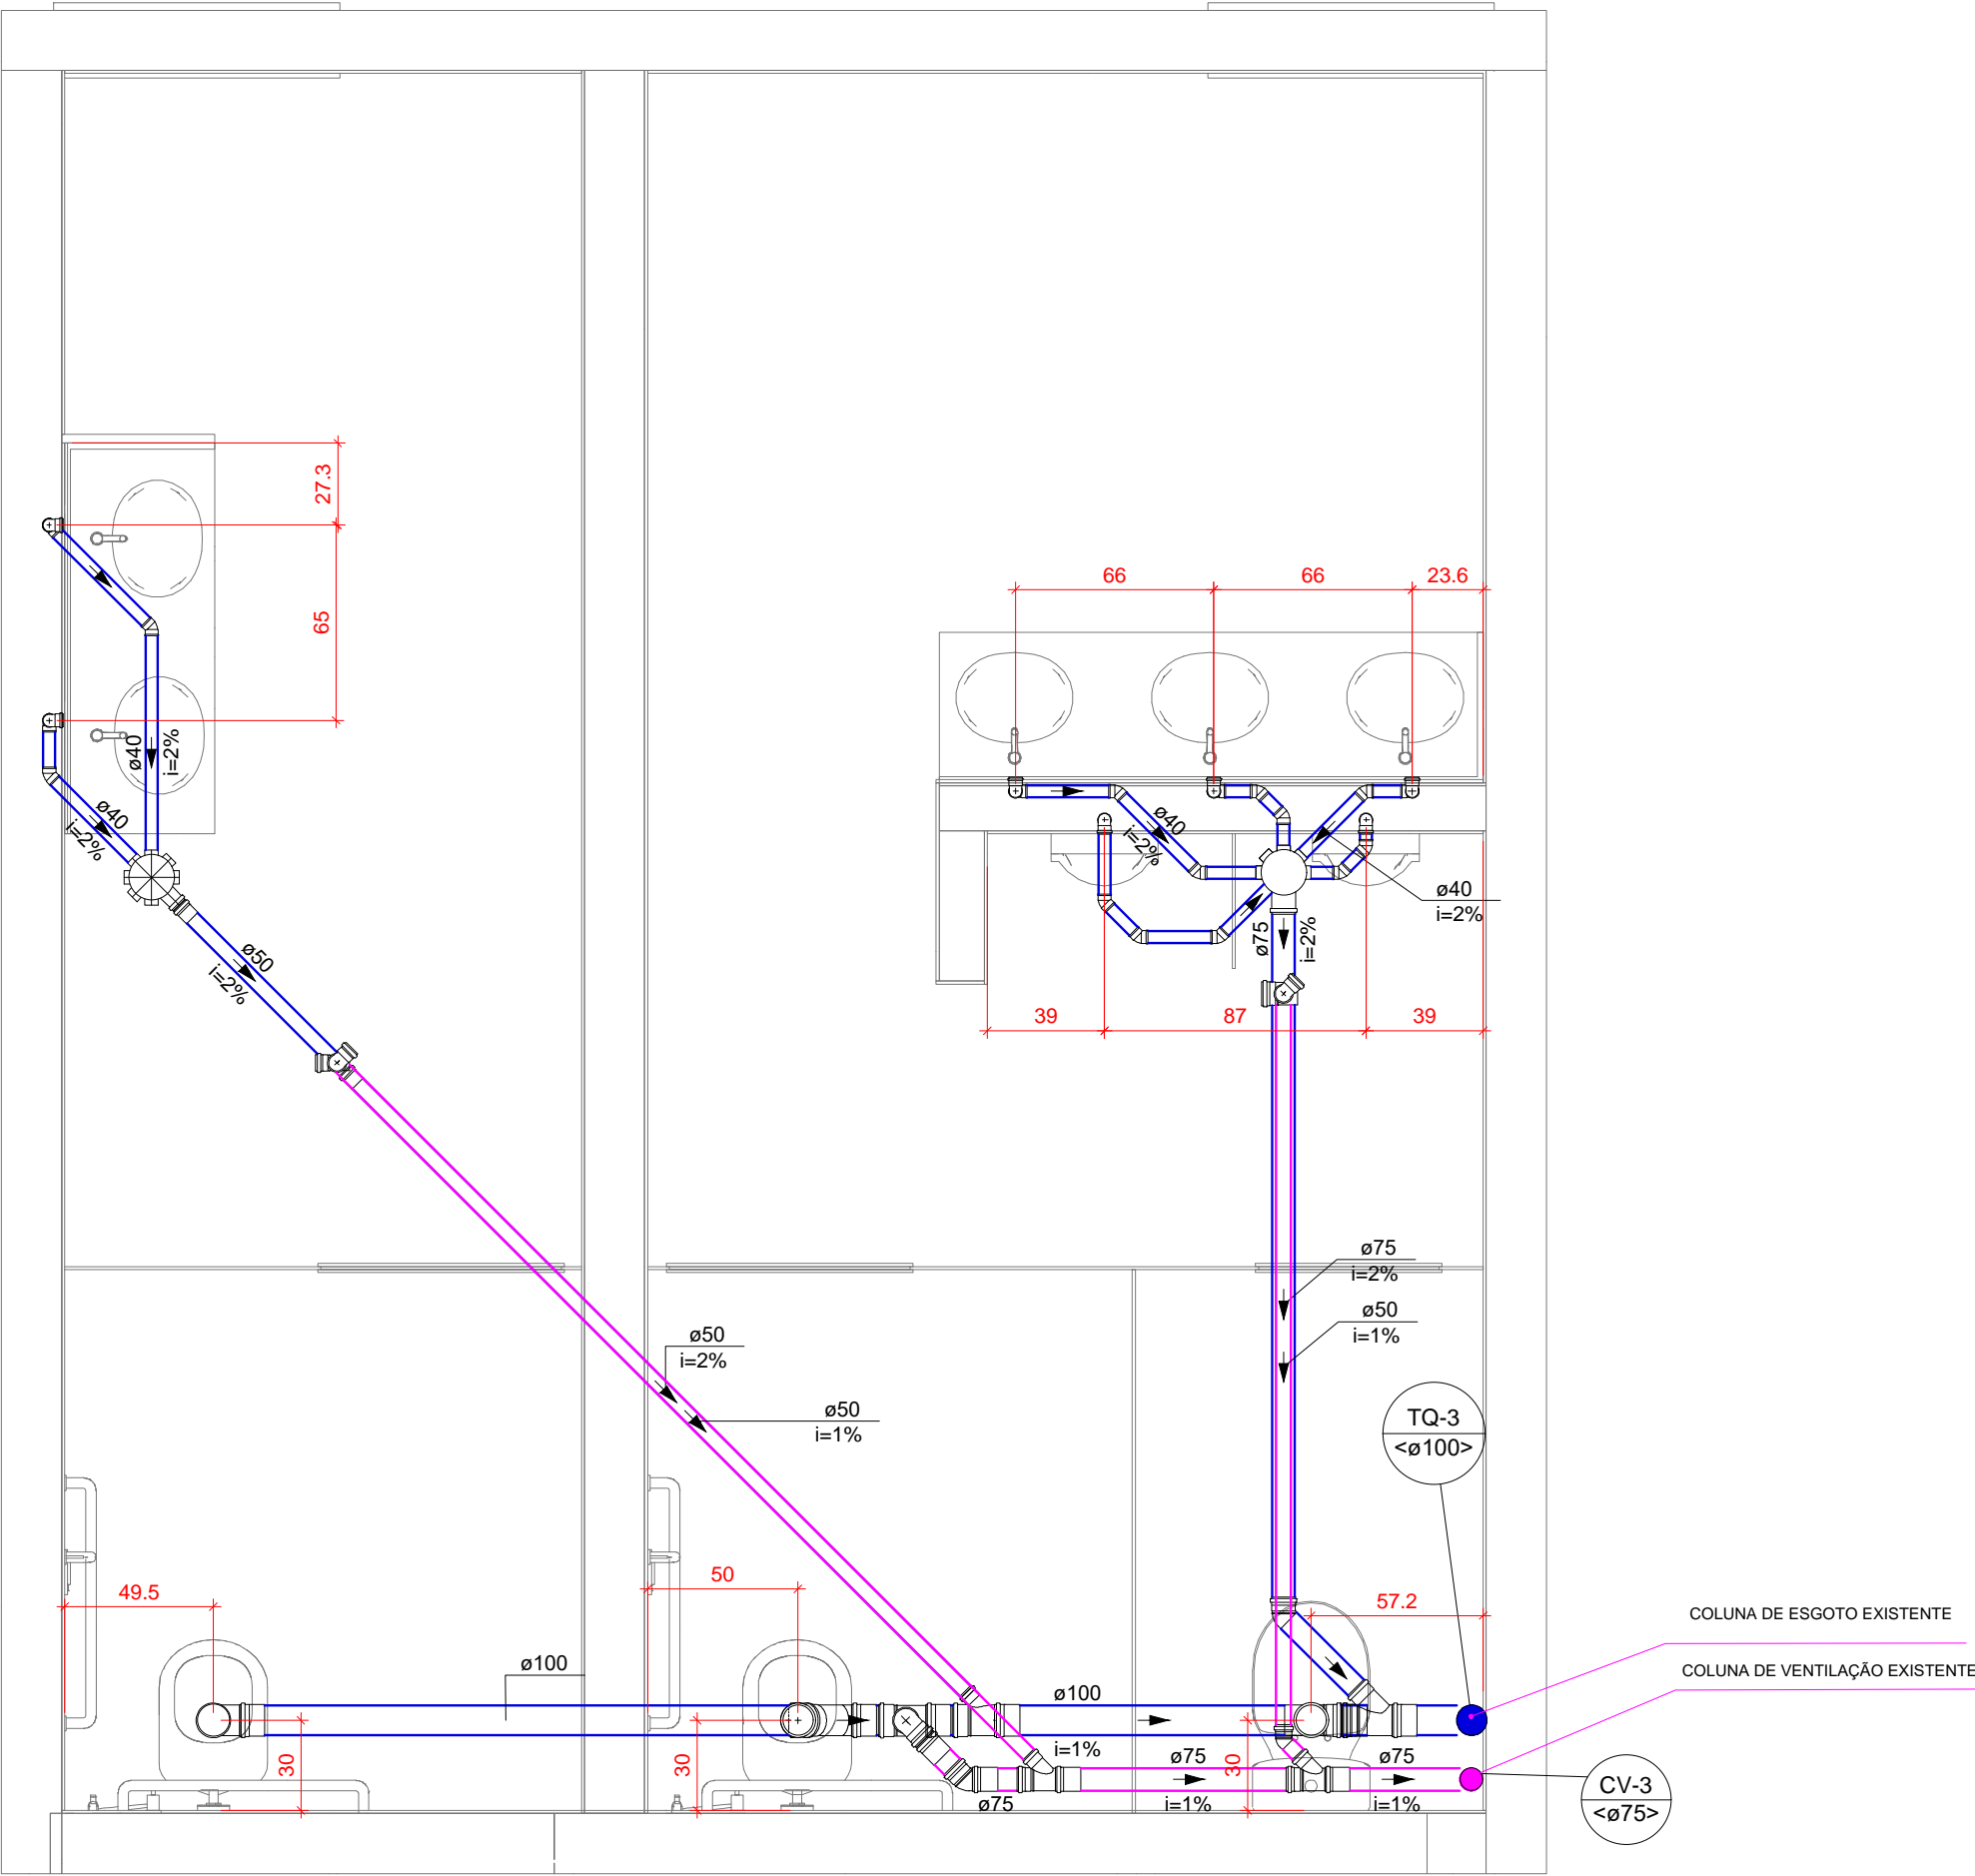 27.3
65
66
66
23.6
ø40
i=2%
ø40
i=2%
ø40
i=2%
ø40
i=2%
ø50
i=2%
ø75
i=2%
39
87
39
ø75
i=2%
ø50
i=1%
ø50
i=2%
ø50
i=1%
TQ-3
<ø100>
49.5
50
57.2
COLUNA DE ESGOTO EXISTENTE
COLUNA DE VENTILAÇÃO EXISTENTE
ø100
ø100
i=1%
30
30
30
ø75
ø75
ø75
i=1%
i=1%
CV-3
<ø75>